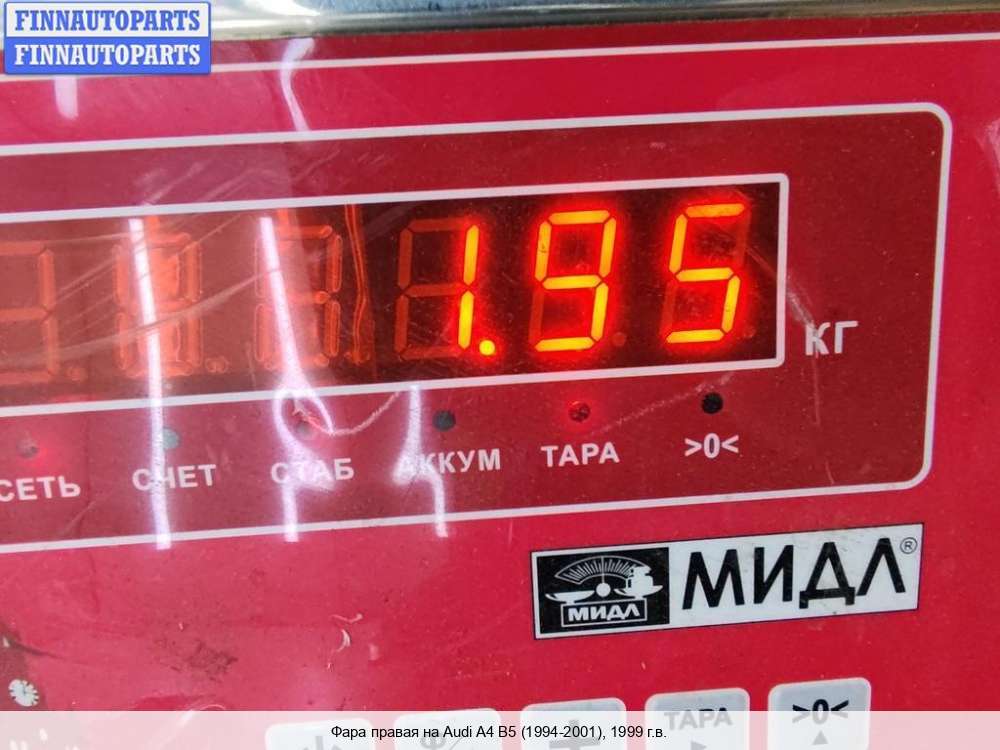 FINNAUTOPARTS
FINNAUTOPARTS
1.95
КГ
СЕТЬ СЧЕТ СТАБ АККУМ ТАРА >0<
МИДЛ МИДЛ®
ТАРА >0<
Фара правая на Audi A4 B5 (1994-2001), 1999 г.в.